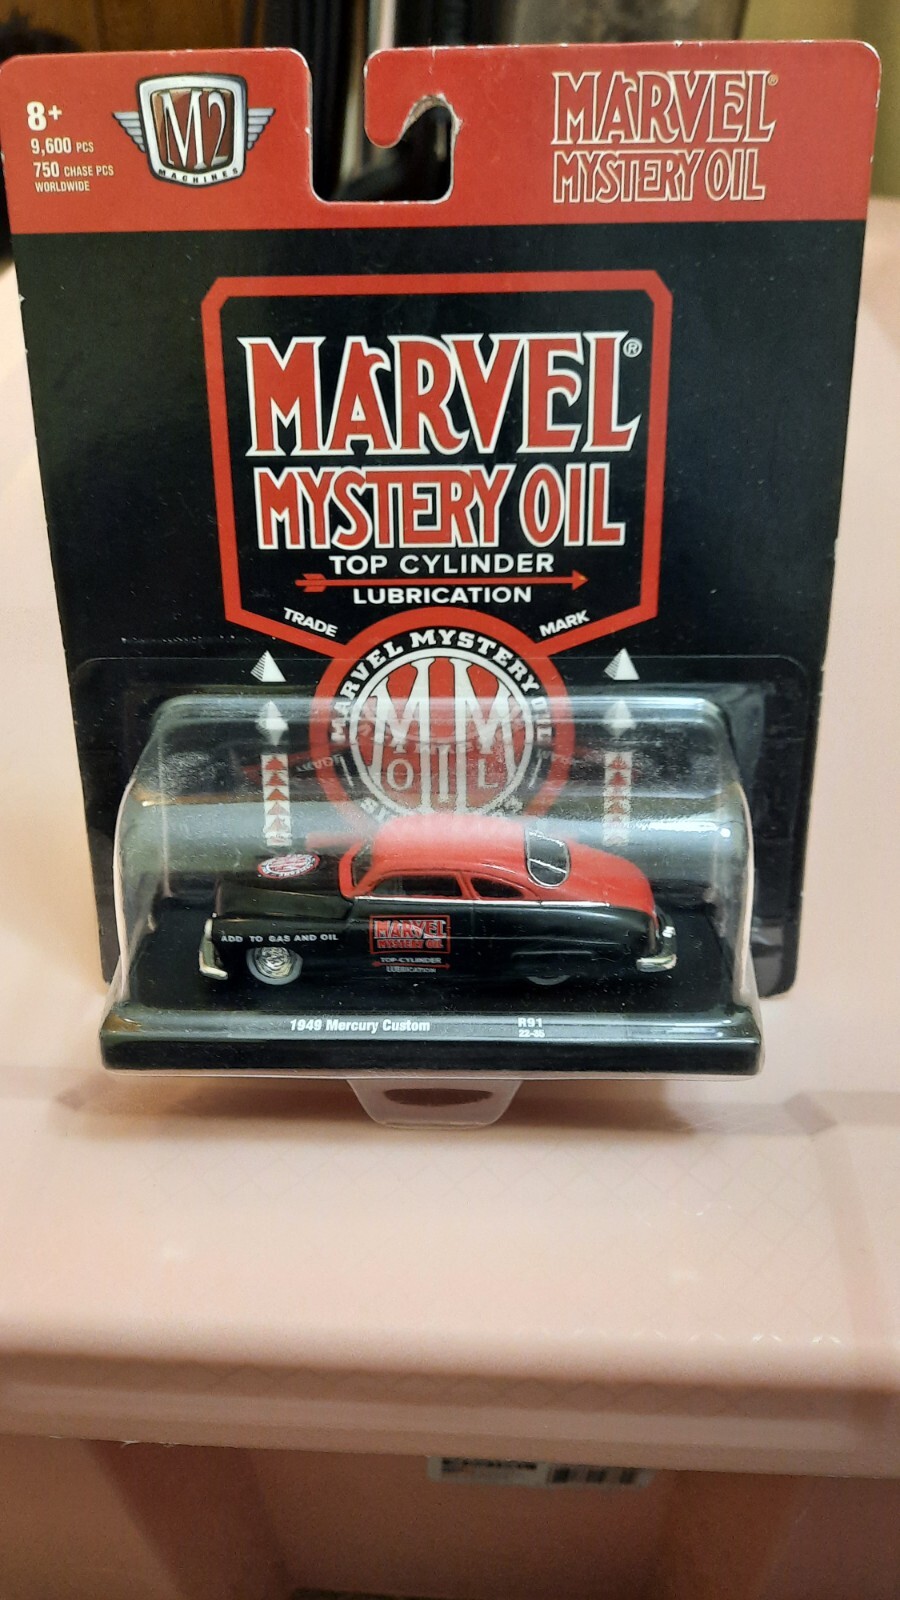 8+
9,600 PCS
750 CHASE PCS
WORLDWIDE
M2
MACHINES
MARVEL®
MYSTERY OIL
MARVEL®
MYSTERY OIL
TOP CYLINDER
LUBRICATION
TRADE MARK
MARVEL MYSTERY OIL
MM
OIL
ADD TO GAS AND OIL
MARVEL
MYSTERY OIL
TOP-CYLINDER
LUBRICATION
1949 Mercury Custom R91
22-35